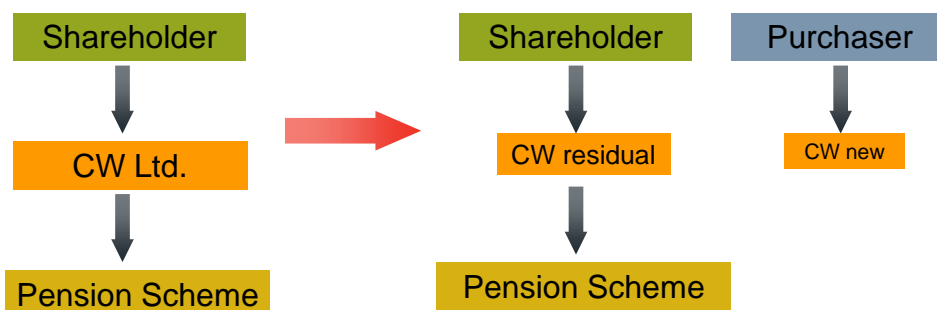 Shareholder
CW Ltd.
Pension Scheme
Shareholder
CW residual
Pension Scheme
Purchaser
CW new